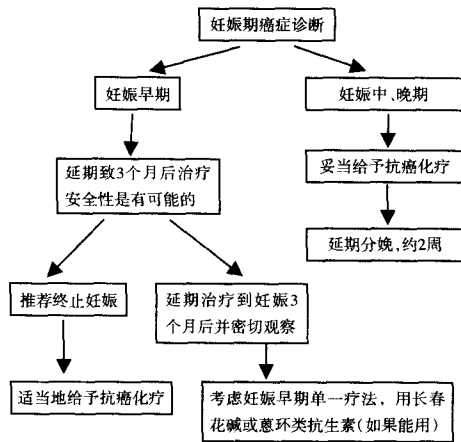 妊娠期癌症诊断
妊娠早期
妊娠中、晚期
延期致3个月后治疗
安全性是有可能的
妥当给予抗癌化疗
延期分娩,约2周
推荐终止妊娠
延期治疗到妊娠3
个月后并密切观察
适当地给予抗癌化疗
考虑妊娠早期单一疗法，用长春
花碱或蒽环类抗生素(如果能用)